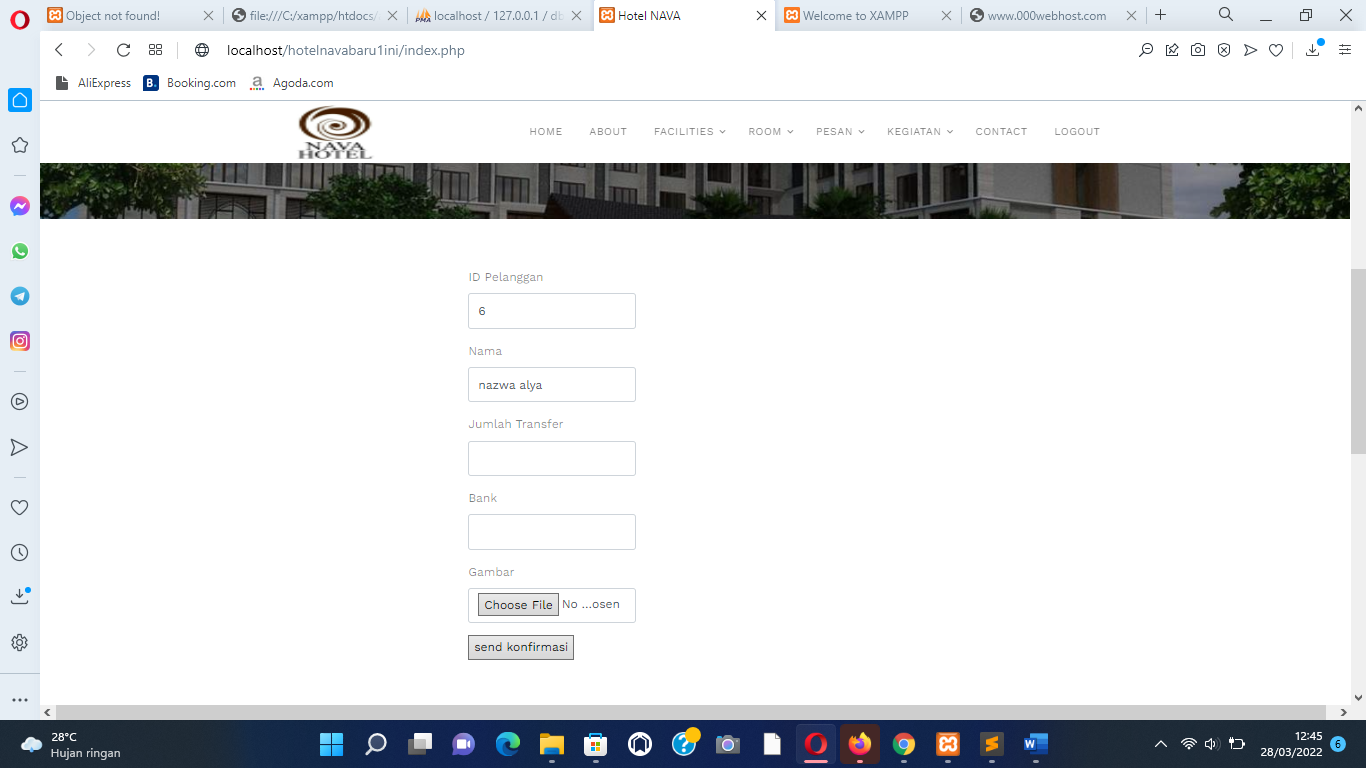 Object not found!
file:///C:/xampp/htdocs/
localhost / 127.0.0.1 / db
Hotel NAVA
Welcome to XAMPP
www.000webhost.com
localhost/hotelnavabaru1ini/index.php
AliExpress
B.
Booking.com
a
Agoda.com
NAVA
HOTEL
HOME
ABOUT
FACILITIES
ROOM
PESAN
KEGIATAN
CONTACT
LOGOUT
ID Pelanggan
6
Nama
nazwa alya
Jumlah Transfer
Bank
Gambar
Choose File No ...osen
send konfirmasi
28°C
Hujan ringan
12:45
28/03/2022
6